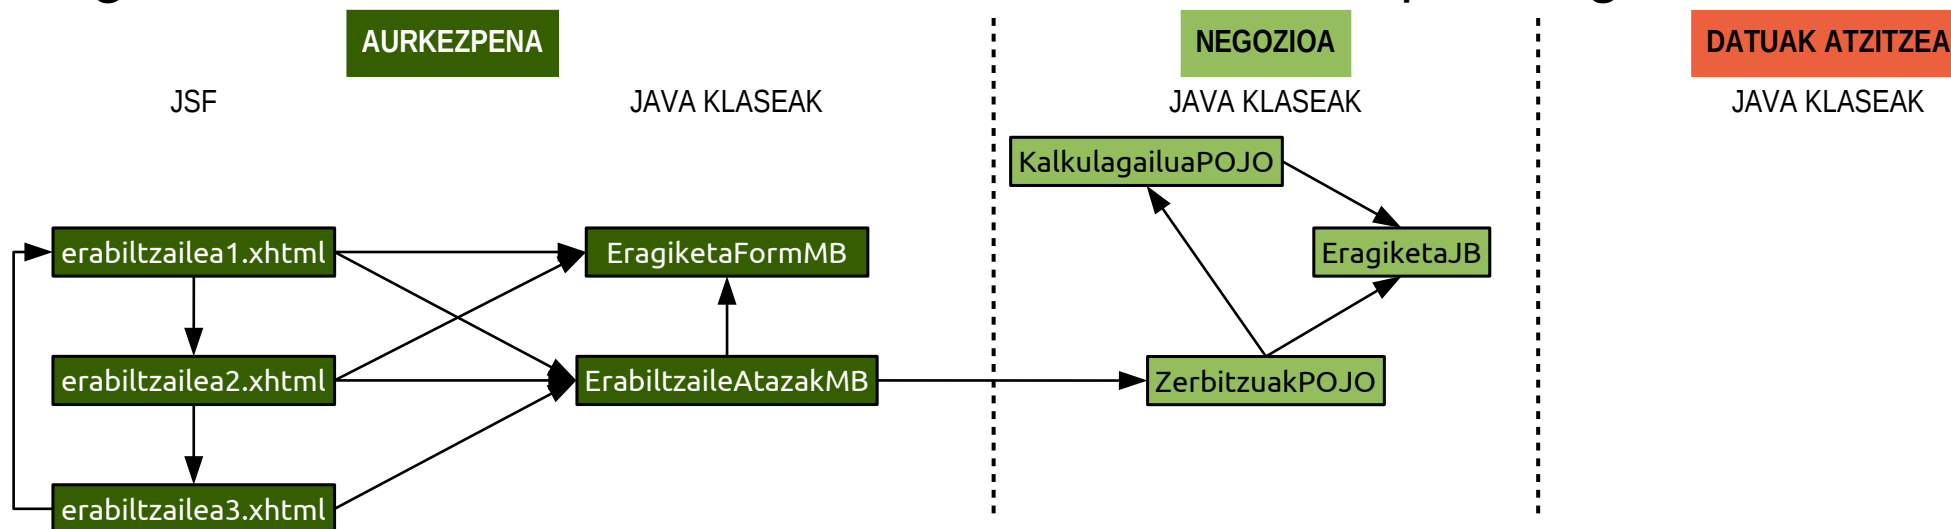 AURKEZPENA
NEGOZIOA
DATUAK ATZITZEA
JSF
JAVA KLASEAK
JAVA KLASEAK
JAVA KLASEAK
KalkulagailuaPOJO
erabiltzailea1.xhtml
EragiketaFormMB
EragiketaJB
erabiltzailea2.xhtml
ErabiltzaileAtazakMB
ZerbitzuakPOJO
erabiltzailea3.xhtml